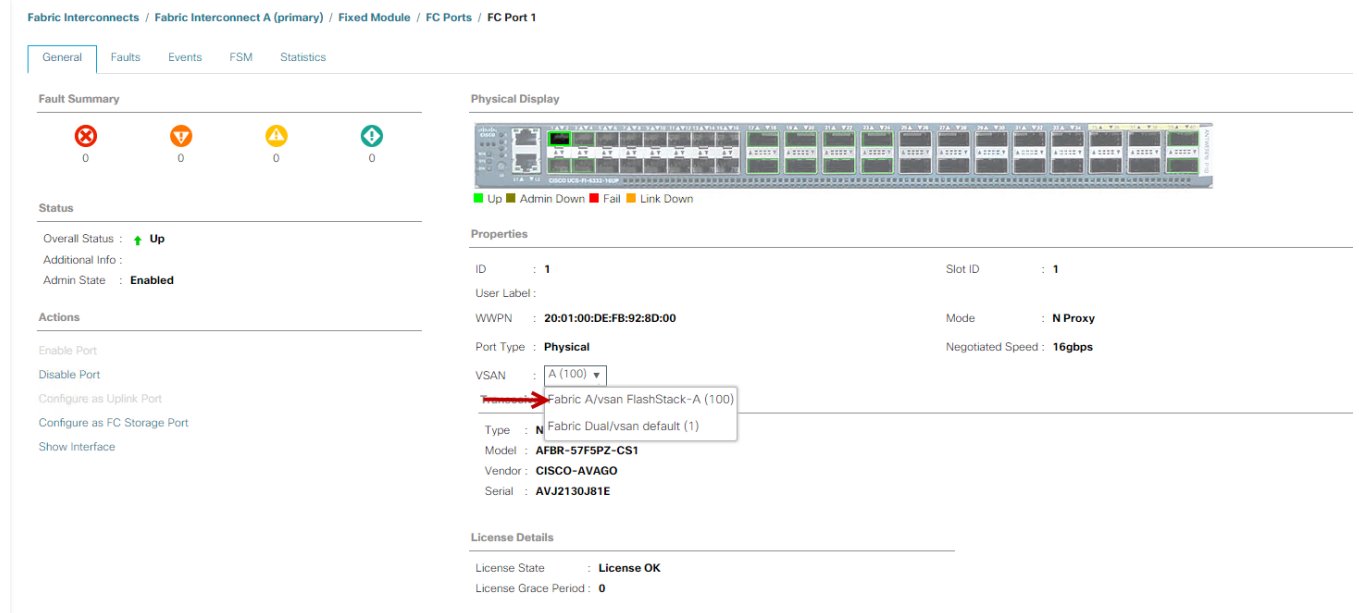 Fabric Interconnects / Fabric Interconnect A (primary) / Fixed Module / FC Ports / FC Port 1
General Faults Events FSM Statistics
Fault Summary
0 0 0 0
Status
Overall Status : Up
Additional Info :
Admin State : Enabled
Actions
Enable Port
Disable Port
Configure as Uplink Port
Configure as FC Storage Port
Show Interface
Physical Display
CISCO UCS-FI-6332-16UP
Up Admin Down Fail Link Down
Properties
ID : 1 Slot ID : 1
User Label :
WWPN : 20:01:00:DE:FB:92:8D:00 Mode : N Proxy
Port Type : Physical Negotiated Speed : 16gbps
VSAN : A (100)
Fabric A/vsan FlashStack-A (100)
Fabric Dual/vsan default (1)
Type : N
Model : AFBR-57F5PZ-CS1
Vendor : CISCO-AVAGO
Serial : AVJ2130J81E
License Details
License State : License OK
License Grace Period : 0